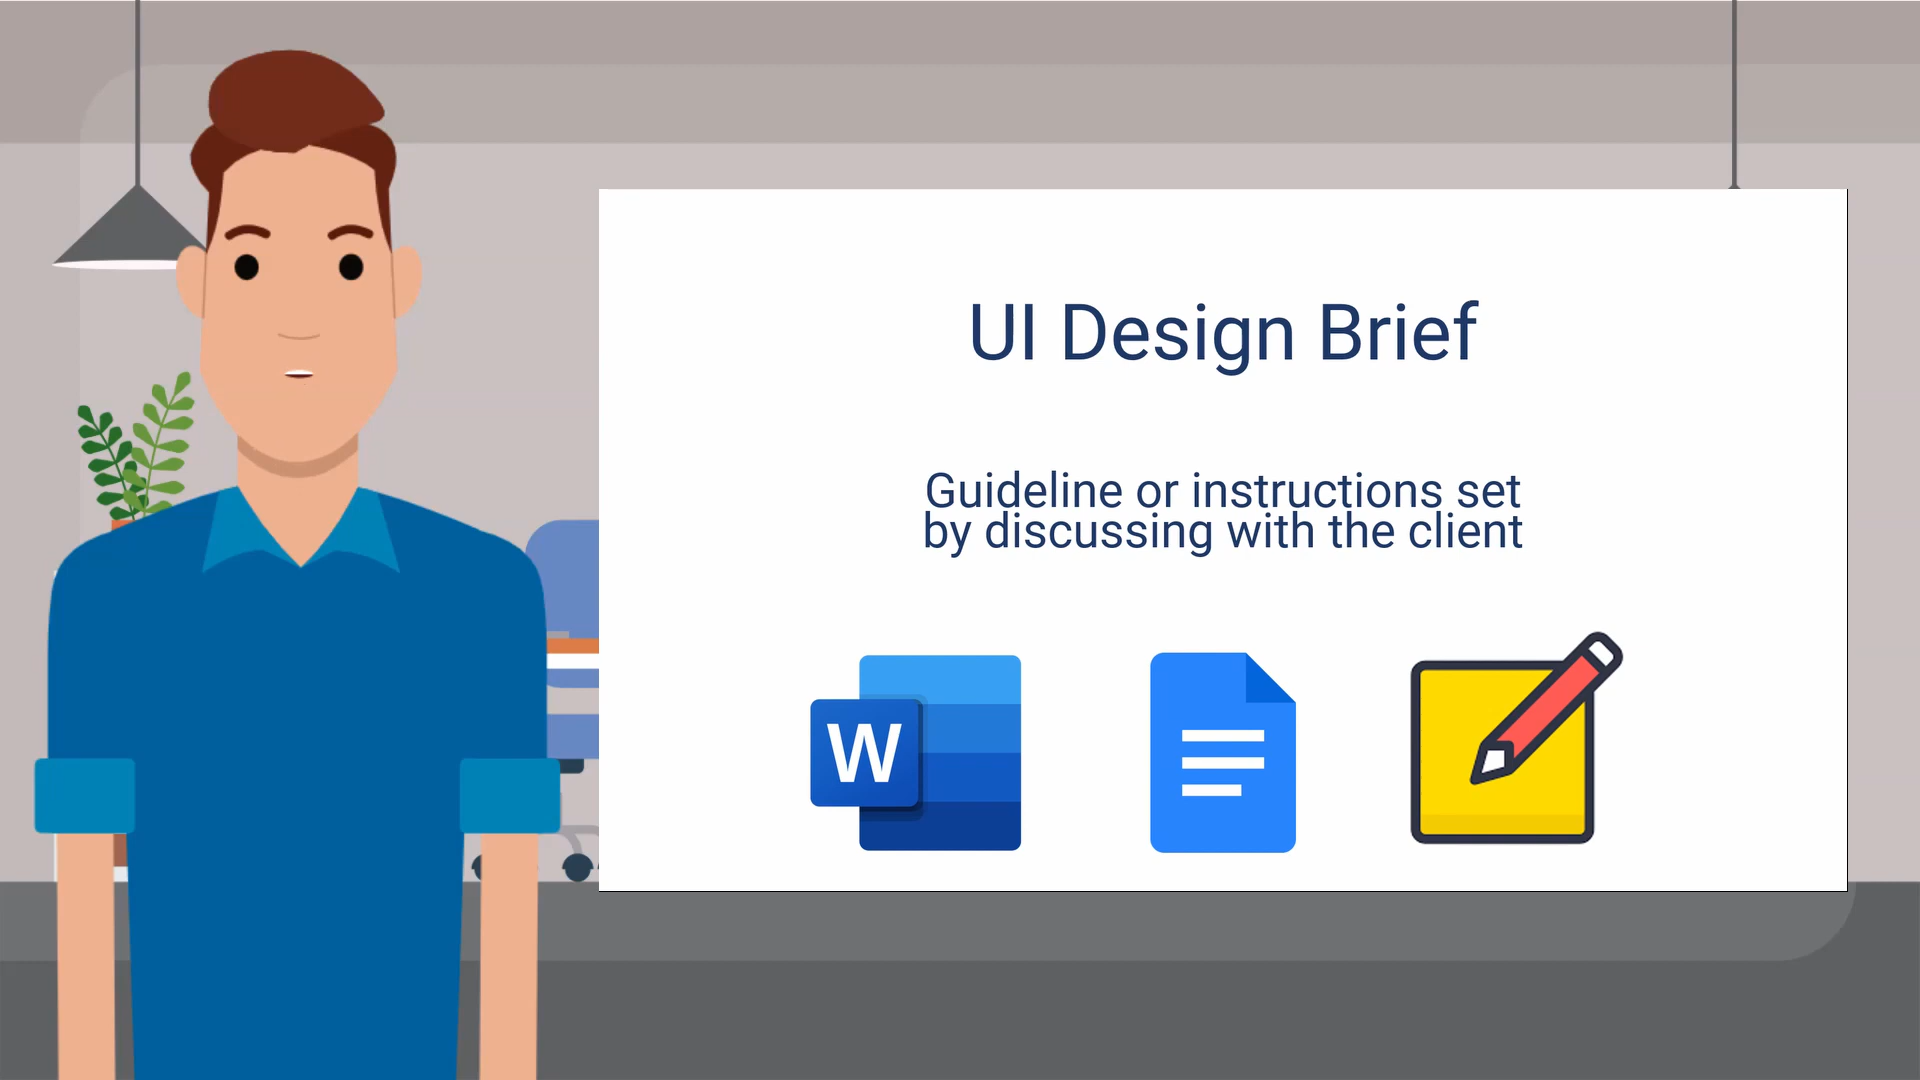 UI Design Brief
Guideline or instructions set
by discussing with the client
W